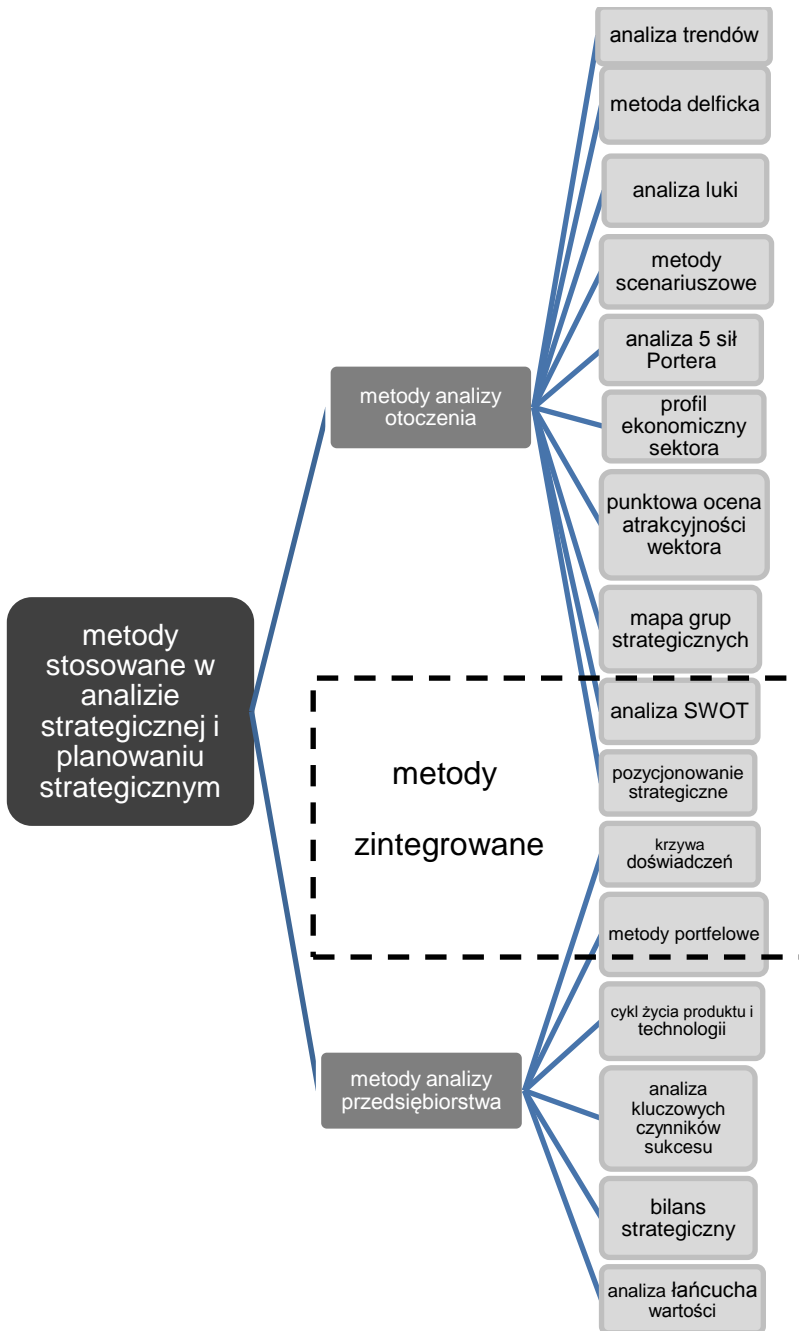 analiza trendów
metoda delficka
analiza luki
metody
scenariuszowe
analiza 5 sił
Portera
metody analizy
otoczenia
profil
ekonomiczny
sektora
punktowa ocena
atrakcyjności
wektora
mapa grup
strategicznych
metody
stosowane w
analizie
strategicznej i
planowaniu
strategicznym
analiza SWOT
metody
zintegrowane
pozycjonowanie
strategiczne
krzywa
doświadczeń
metody portfelowe
cykl życia produktu i
technologii
metody analizy
przedsiębiorstwa
analiza
kluczowych
czynników
sukcesu
bilans
strategiczny
analiza łańcucha
wartości